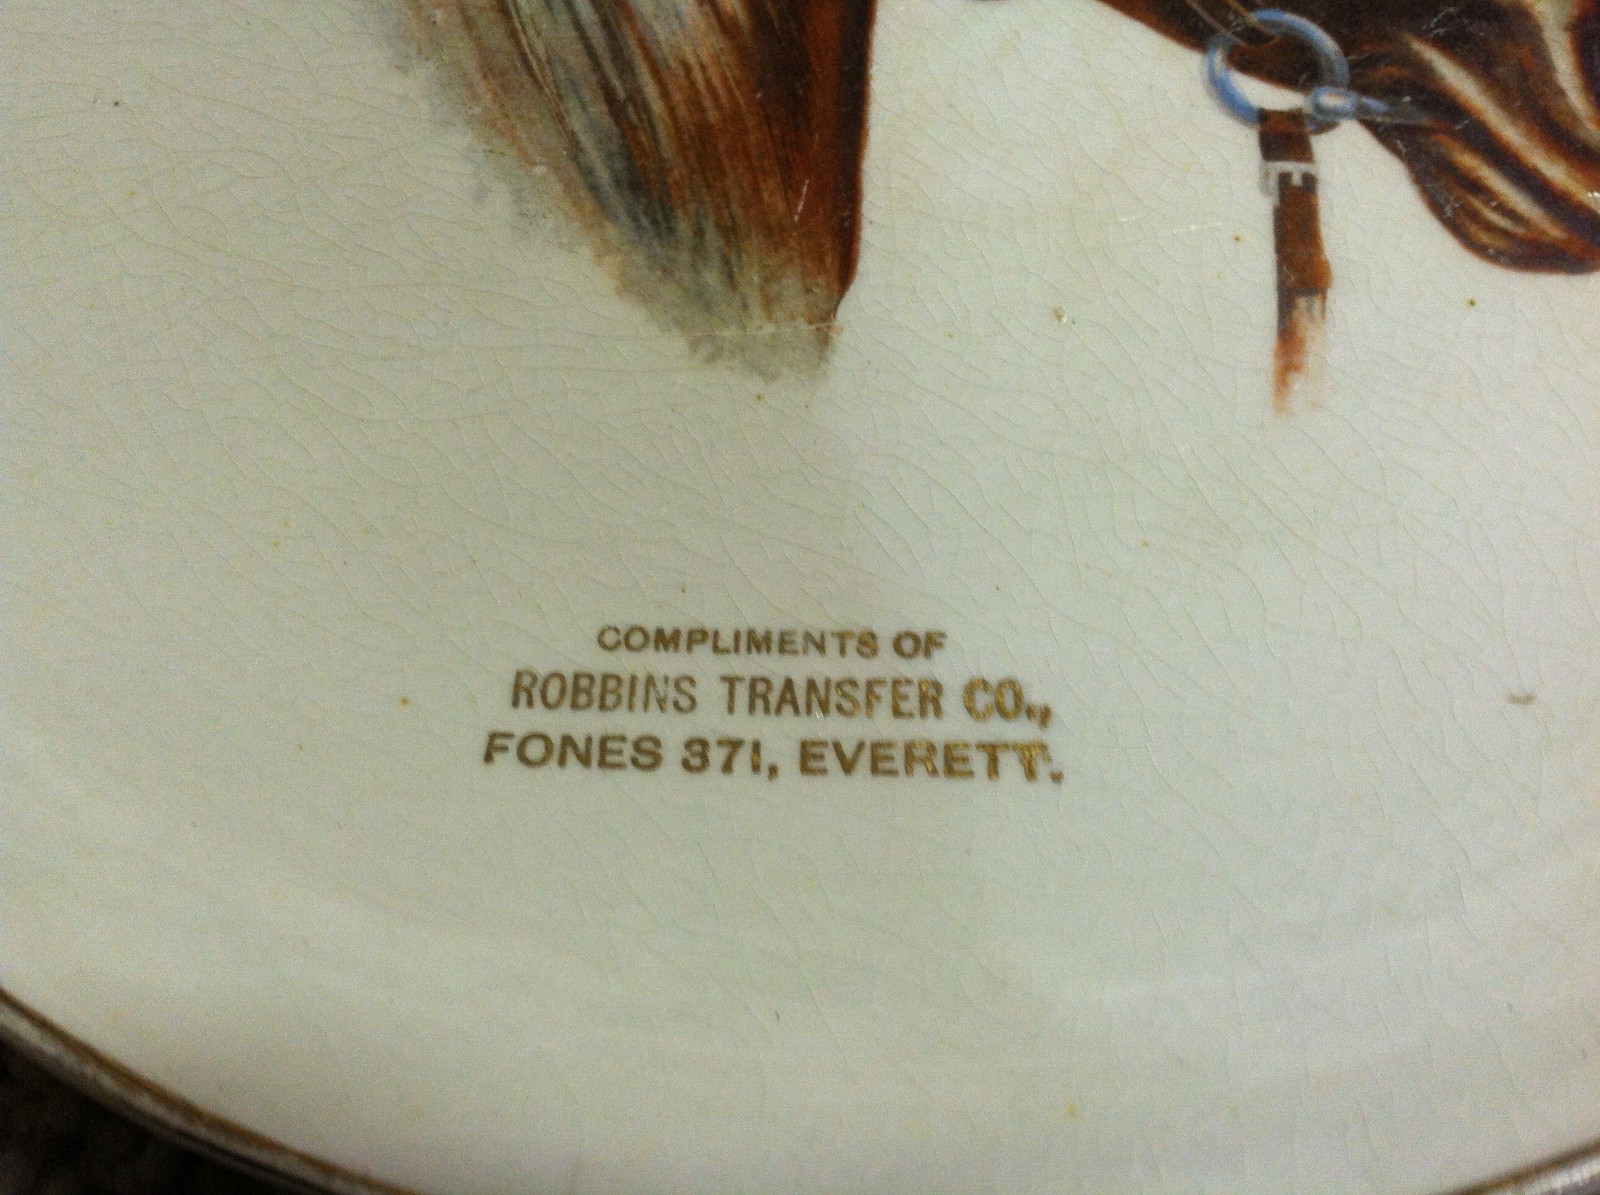 COMPLIMENTS OF
ROBBINS TRANSFER CO.,
FONES 371, EVERETT.